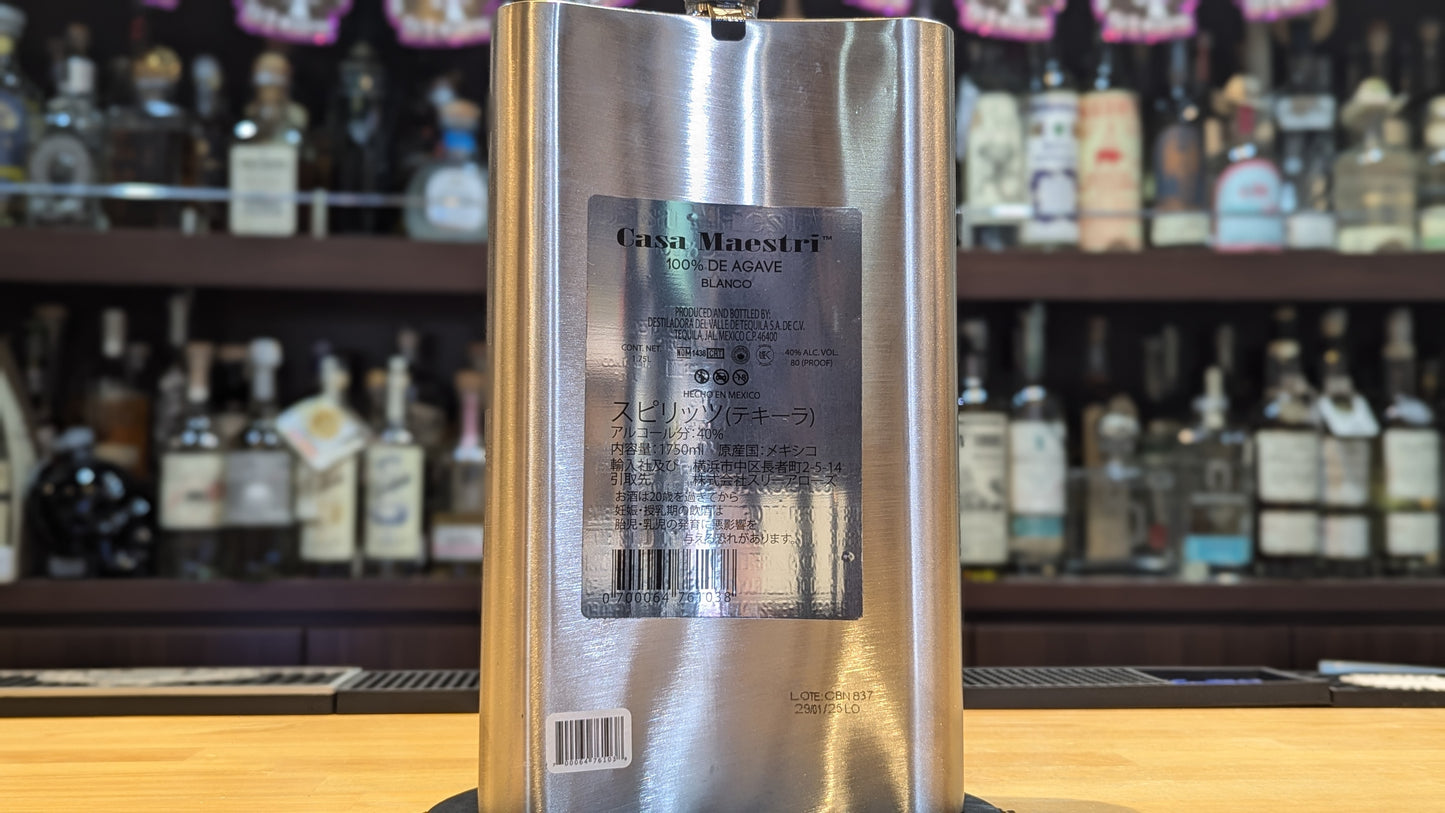 Casa Maestri™
100% DE AGAVE
BLANCO
PRODUCED AND BOTTLED BY:
DESTILADORA DEL VALLE DE TEQUILA S.A. DE C.V.
TEQUILA, JAL. MEXICO C.P. 46400
CONT. NET.
1.75L
NOM 1438 CRT
40% ALC. VOL.
80 (PROOF)
HECHO EN MEXICO
スピリッツ(テキーラ)
アルコール分：40%
内容量：1750ml 原産国：メキシコ
輸入社及び 横浜市中区長者町2-5-14
引取先 株式会社スリーアローズ
お酒は20歳を過ぎてから
妊娠・授乳期の飲酒は
胎児・乳児の発育に悪影響を
与える恐れがあります。
0 700064 761038
LOTE: CBN 837
29/01/25 LO